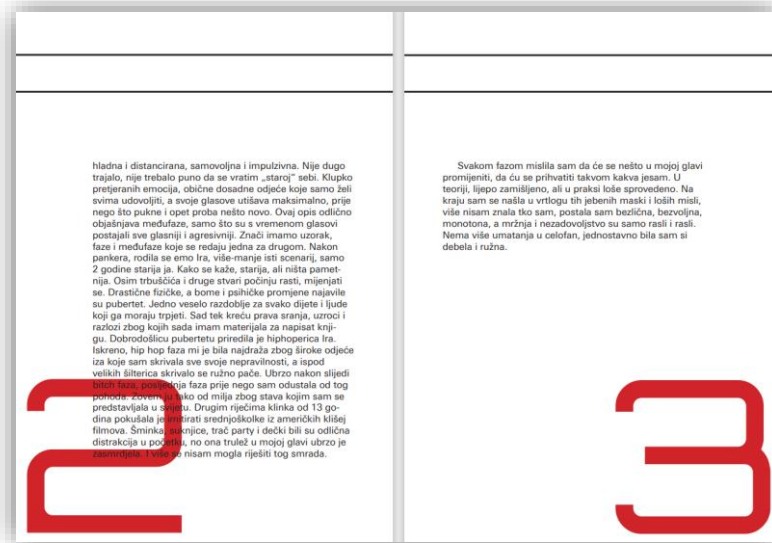 hladna i distancirana, samovoljna i impulzivna. Nije dugo
trajalo, nije trebalo puno da se vratim „staroj“ sebi. Klupko
pretjeranih emocija, obične dosadne odjeće koje samo želi
svima udovoljiti, a svoje glasove utišava maksimalno, prije
nego što pukne i opet proba nešto novo. Ovaj opis odlično
objašnjava međufaze, samo što su s vremenom glasovi
postajali sve glasniji i agresivniji. Znači imamo uzorak,
faze i međufaze koje se redaju jedna za drugom. Nakon
pankera, rodila se emo Ira, više-manje isti scenarij, samo
2 godine starija ja. Kako se kaže, starija, ali ništa pamet-
nija. Osim trbuščića i druge stvari počinju rasti, mijenjati
se. Drastične fizičke, a bome i psihičke promjene najavile
su pubertet. Jedno veselo razdoblje za svako dijete i ljude
koji ga moraju trpjeti. Sad tek kreću prava sranja, uzroci i
razlozi zbog kojih sada imam materijala za napisat knji-
gu. Dobrodošlicu pubertetu priredila je hiphoperica Ira.
Iskreno, hip hop faza mi je bila najdraža zbog široke odjeće
iza koje sam skrivala sve svoje nepravilnosti, a ispod
velikih šilterica skrivalo se ružno pače. Ubrzo nakon slijedi
bitch faza, posljednja faza prije nego sam odustala od tog
pohoda. Zovem ju tako od milja zbog stava kojim sam se
predstavljala u svijetu. Drugim riječima klinka od 13 go-
dina pokušala je imitirati srednjoškolke iz američkih klišej
filmova. Šminka, suknjice, trač party i dečki bili su odlična
distrakcija u početku, no ona trulež u mojoj glavi ubrzo je
zasmrdjela. I više se nisam mogla riješiti tog smrada.
2
Svakom fazom mislila sam da će se nešto u mojoj glavi
promijeniti, da ću se prihvatiti takvom kakva jesam. U
teoriji, lijepo zamišljeno, ali u praksi loše sprovedeno. Na
kraju sam se našla u vrtlogu tih jebenih maski i loših misli,
više nisam znala tko sam, postala sam bezlična, bezvoljna,
monotona, a mržnja i nezadovoljstvo su samo rasli i rasli.
Nema više umatanja u celofan, jednostavno bila sam si
debela i ružna.
3